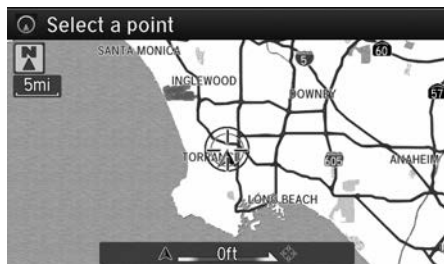 Select a point
N
5mi
SANTA MONICA
5
60
INGLEWOOD
DOWNEY
57
TORRANCE
605
ANAHEIM
LONG BEACH
0ft